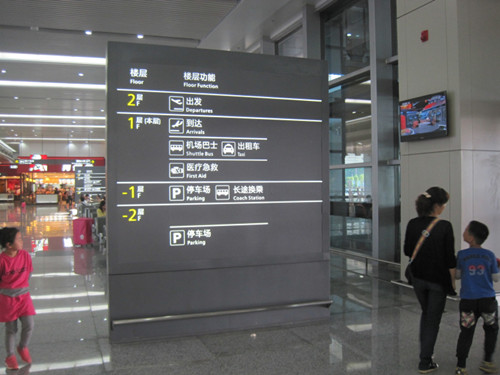 楼层 楼层功能
Floor Floor Function
2层 出发
F Departures
1层(本层) 到达
F Arrivals
机场巴士 出租车
Shuttle Bus Taxi
医疗急救
First Aid
-1层 P 停车场 长途换乘
F Parking Coach Station
-2层
F
P 停车场
Parking
93